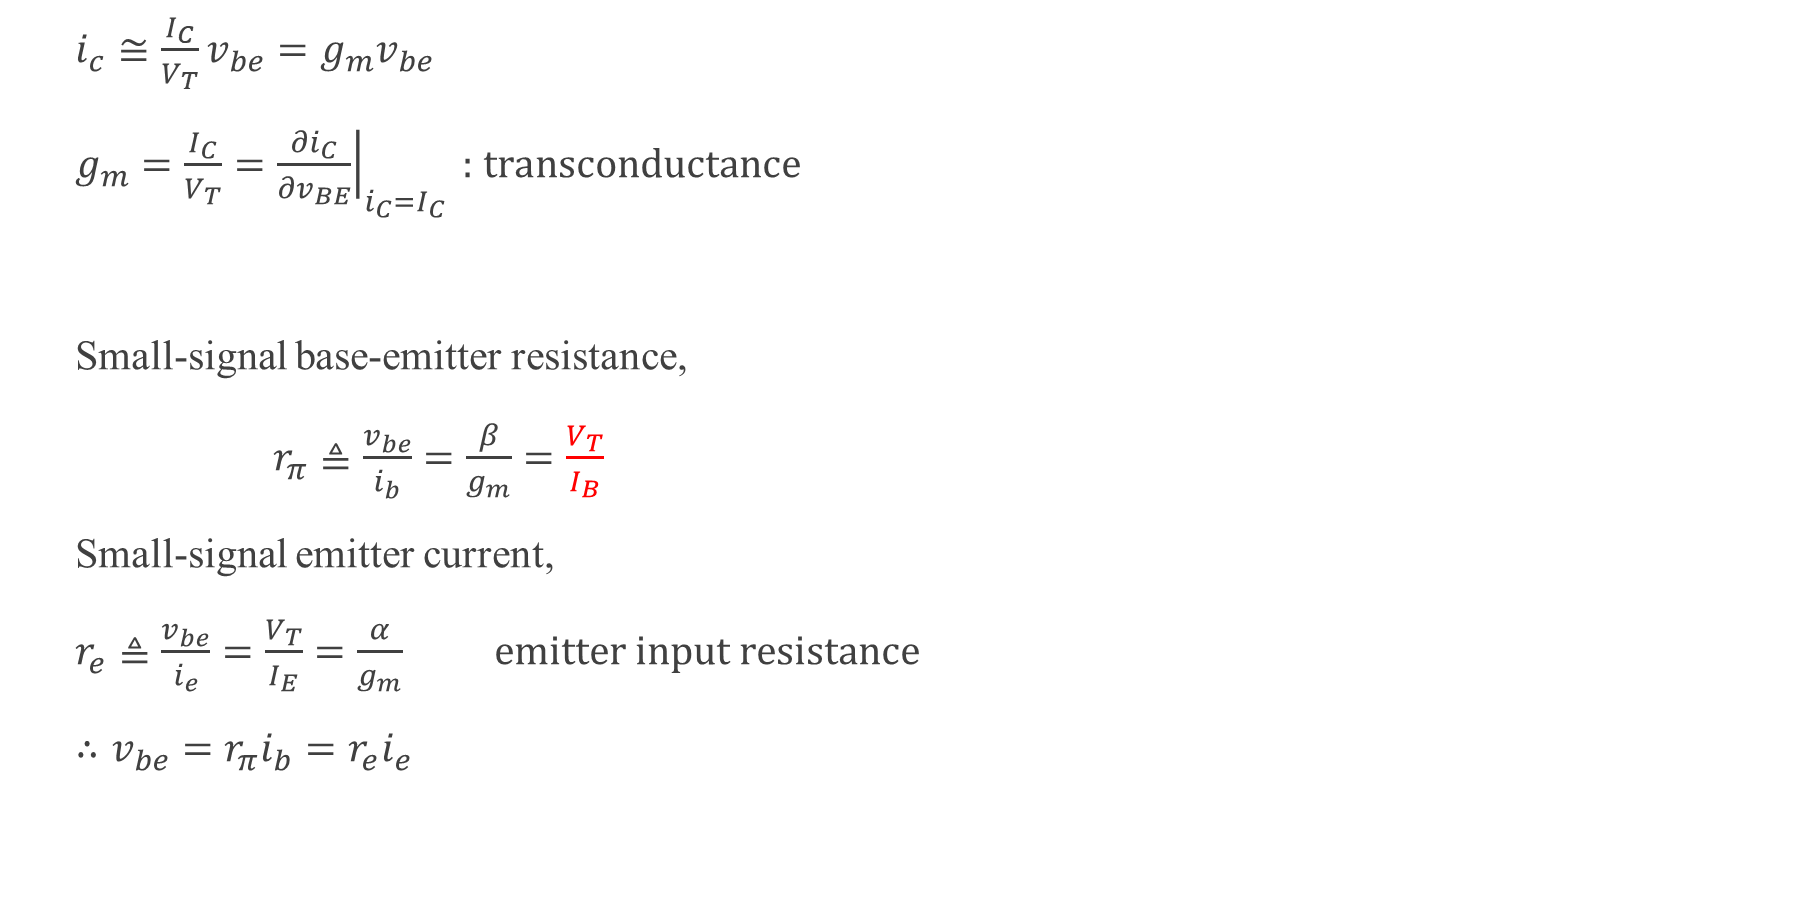 i_c ≅ I_C/V_T v_be = g_m v_be
g_m = I_C/V_T = ∂i_C/∂v_BE|_{i_C=I_C} : transconductance
Small-signal base-emitter resistance,
r_π ≜ v_be/i_b = β/g_m = V_T/I_B
Small-signal emitter current,
r_e ≜ v_be/i_e = V_T/I_E = α/g_m emitter input resistance
∴ v_be = r_π i_b = r_e i_e